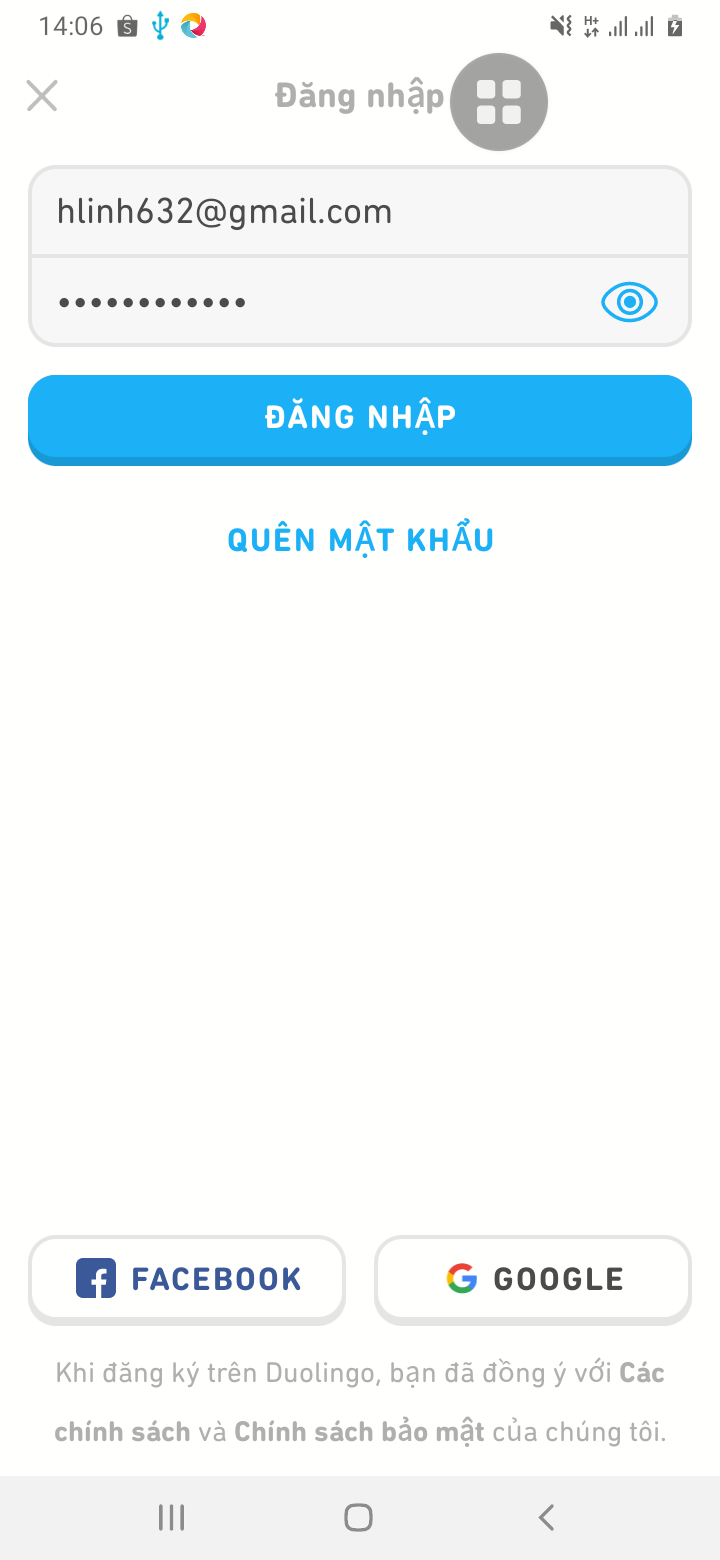 14:06
Đăng nhập
hlinh632@gmail.com
••••••••••••
ĐĂNG NHẬP
QUÊN MẬT KHẨU
FACEBOOK
GOOGLE
Khi đăng ký trên Duolingo, bạn đã đồng ý với Các
chính sách và Chính sách bảo mật của chúng tôi.